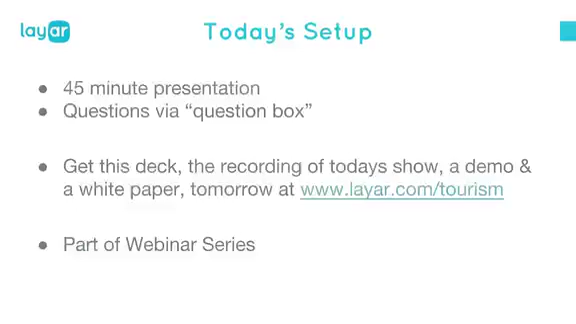 layar
Today's Setup
● 45 minute presentation
● Questions via “question box”
● Get this deck, the recording of todays show, a demo &
a white paper, tomorrow at www.layar.com/tourism
● Part of Webinar Series